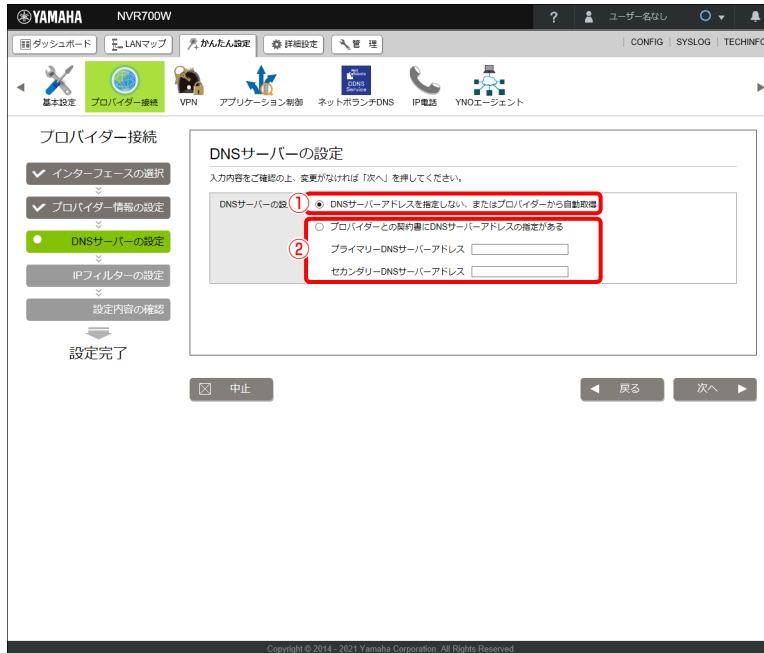 YAMAHA NVR700W ? ユーザー名なし
ダッシュボード LANマップ かんたん設定 詳細設定 管 理 CONFIG SYSLOG TECHINFO
基本設定 プロバイダー接続 VPN アプリケーション制御 ネットボランチDNS IP電話 YNOエージェント
DDNS
Service
プロバイダー接続
インターフェースの選択
プロバイダー情報の設定
DNSサーバーの設定
IPフィルターの設定
設定内容の確認
設定完了
DNSサーバーの設定
入力内容をご確認の上、変更がなければ「次へ」を押してください。
DNSサーバーの設 ① DNSサーバーアドレスを指定しない、またはプロバイダーから自動取得
② プロバイダーとの契約書にDNSサーバーアドレスの指定がある
プライマリーDNSサーバーアドレス
セカンダリーDNSサーバーアドレス
中止 戻る 次へ
Copyright © 2014 - 2021 Yamaha Corporation. All Rights Reserved.